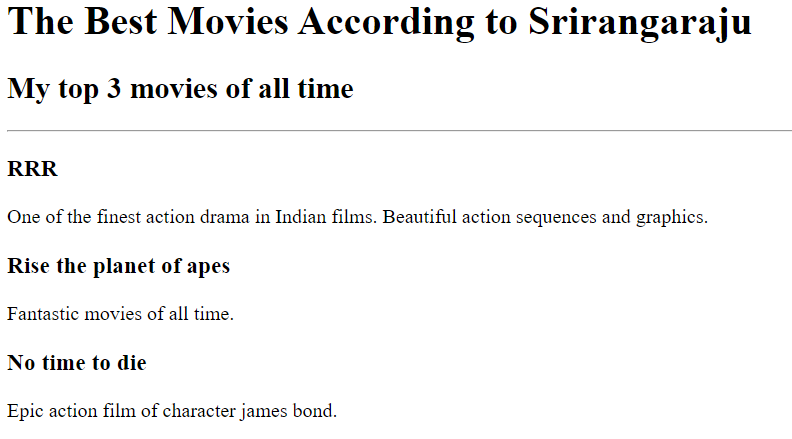 The Best Movies According to Srirangaraju
My top 3 movies of all time
RRR
One of the finest action drama in Indian films. Beautiful action sequences and graphics.
Rise the planet of apes
Fantastic movies of all time.
No time to die
Epic action film of character james bond.